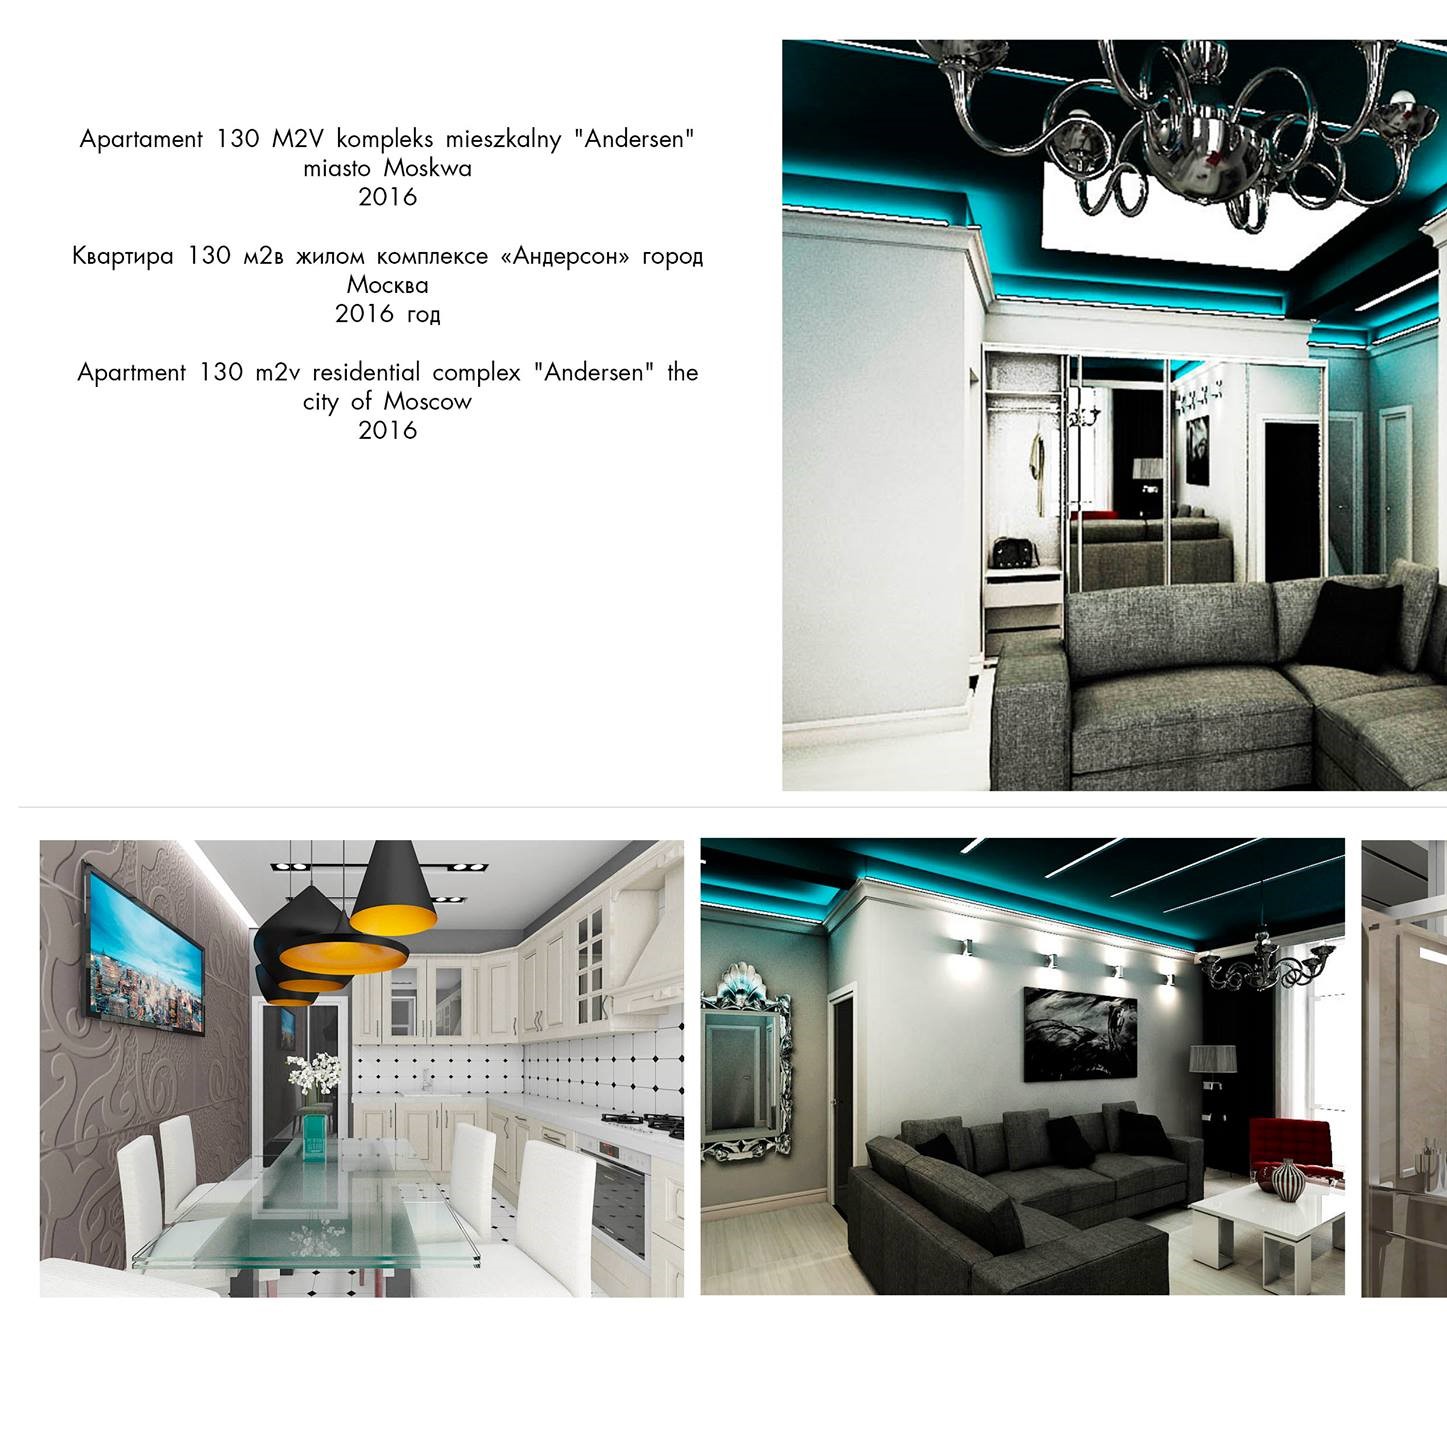 Apartament 130 M2V kompleks mieszkalny "Andersen"
miasto Moskwa
2016
Квартира 130 м2в жилом комплексе «Андерсон» город
Москва
2016 год
Apartment 130 m2v residential complex "Andersen" the
city of Moscow
2016